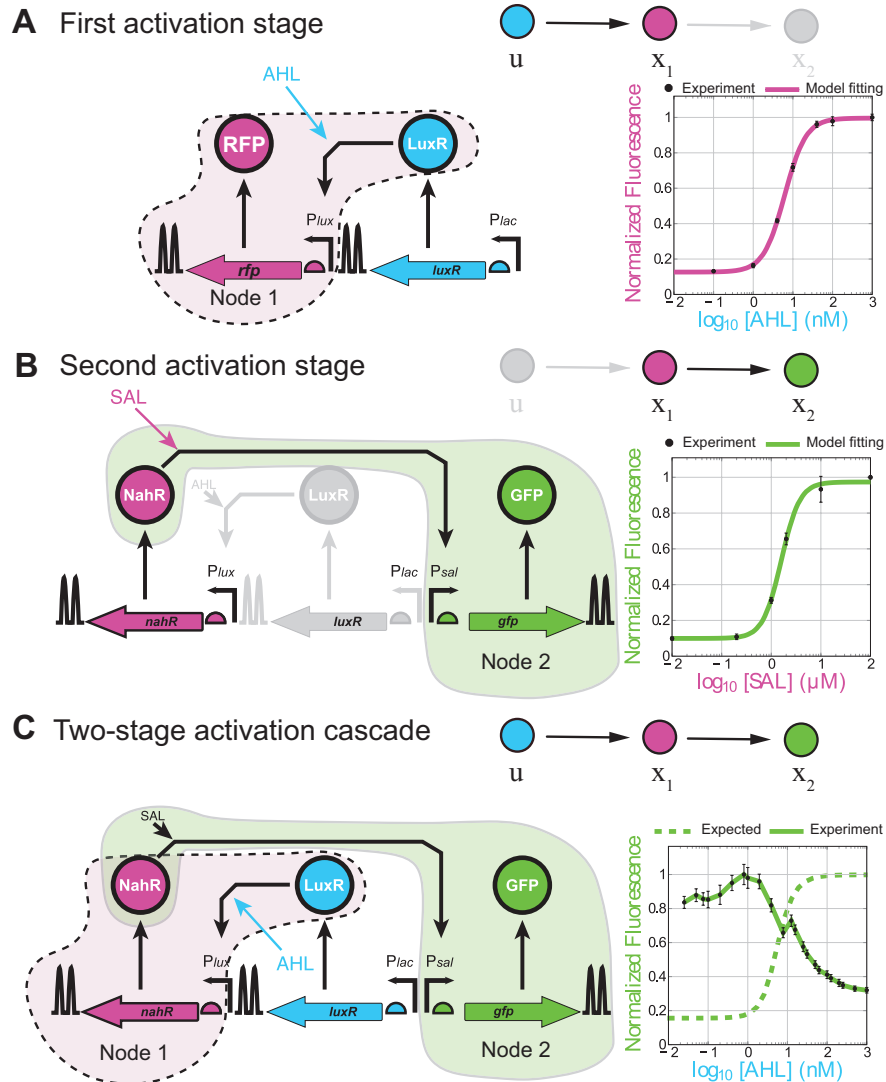 A First activation stage
u x1 x2
AHL
RFP LuxR
Plux Plac
rfp luxR
Node 1
Experiment Model fitting
Normalized Fluorescence
1
0.8
0.6
0.4
0.2
0
−2 −1 0 1 2 3
log10 [AHL] (nM)
B Second activation stage
u x1 x2
SAL
NahR AHL LuxR GFP
Plux Plac Psal
nahR luxR gfp
Node 2
Experiment Model fitting
Normalized Fluorescence
1
0.8
0.6
0.4
0.2
0
−2 −1 0 1 2
log10 [SAL] (µM)
C Two-stage activation cascade
u x1 x2
SAL
NahR LuxR GFP
Plux AHL Plac Psal
nahR luxR gfp
Node 1 Node 2
Expected Experiment
Normalized Fluorescence
1
0.8
0.6
0.4
0.2
0
−2 −1 0 1 2 3
log10 [AHL] (nM)